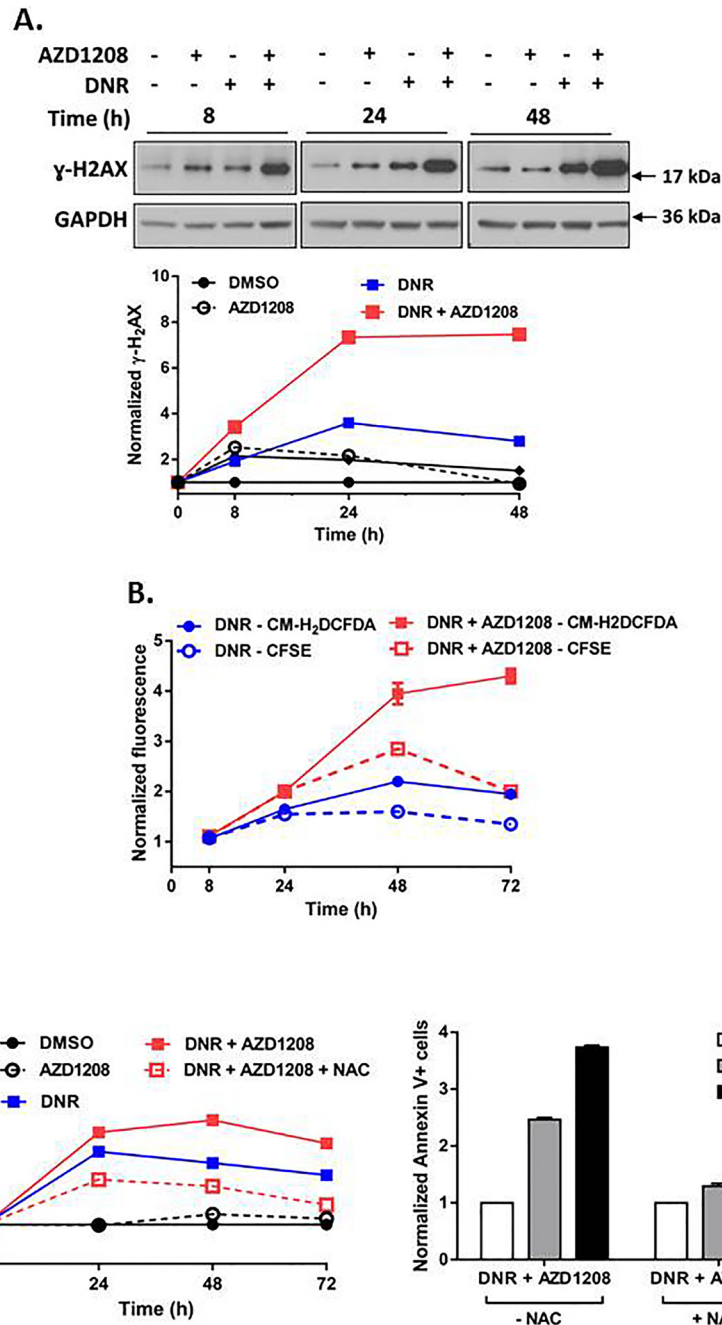 A.
AZD1208 - + - + - + - + - + - +
DNR - - + + - - + + - - + +
Time (h) 8 24 48
ɣ-H2AX
17 kDa
GAPDH
36 kDa
DMSO
AZD1208
DNR
DNR + AZD1208
Normalized γ-H₂AX
10
8
6
4
2
0 8 24 48
Time (h)
B.
DNR - CM-H₂DCFDA
DNR - CFSE
DNR + AZD1208 - CM-H2DCFDA
DNR + AZD1208 - CFSE
Normalized fluorescence
5
4
3
2
1
0 8 24 48 72
Time (h)
DMSO
AZD1208
DNR
DNR + AZD1208
DNR + AZD1208 + NAC
24 48 72
Time (h)
Normalized Annexin V+ cells
4
3
2
1
0
DNR + AZD1208
- NAC
DNR + AZ
+ NA